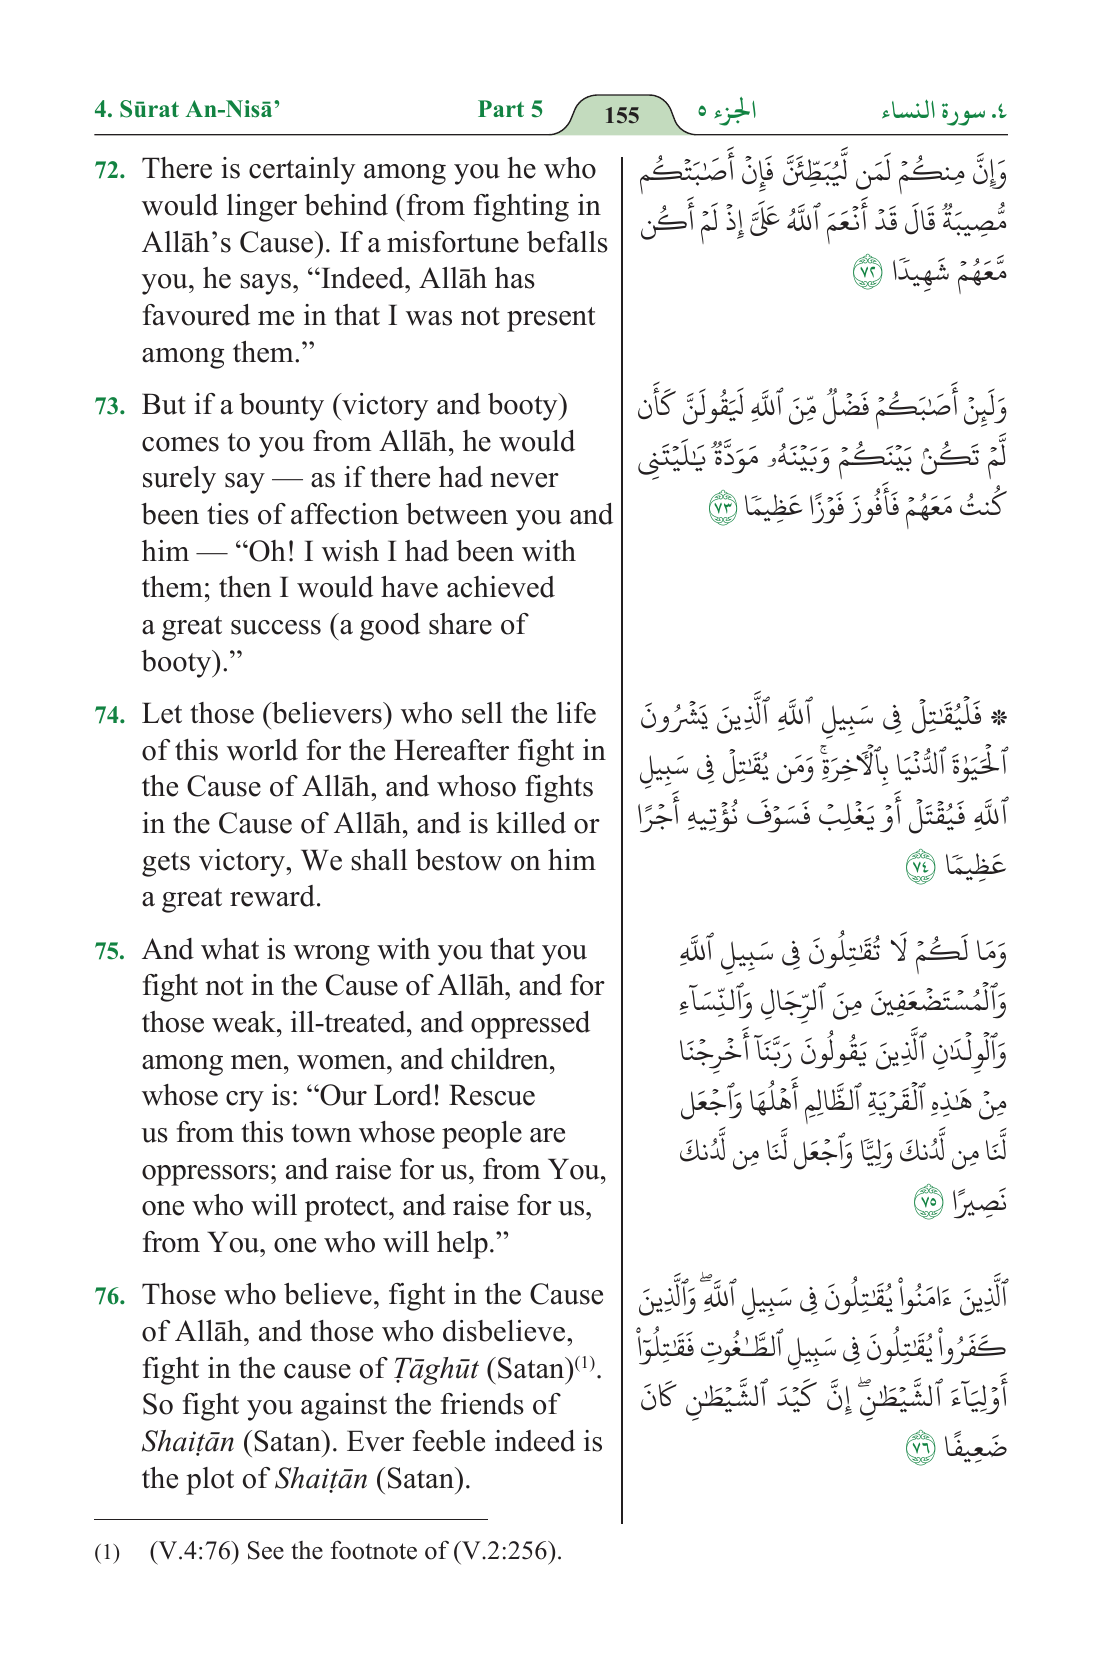 4. Sūrat An-Nisā’ Part 5 155 الجزء ٥ ٤. سورة النساء
72. There is certainly among you he who
would linger behind (from fighting in
Allāh’s Cause). If a misfortune befalls
you, he says, “Indeed, Allāh has
favoured me in that I was not present
among them.”
73. But if a bounty (victory and booty)
comes to you from Allāh, he would
surely say — as if there had never
been ties of affection between you and
him — “Oh! I wish I had been with
them; then I would have achieved
a great success (a good share of
booty).”
74. Let those (believers) who sell the life
of this world for the Hereafter fight in
the Cause of Allāh, and whoso fights
in the Cause of Allāh, and is killed or
gets victory, We shall bestow on him
a great reward.
75. And what is wrong with you that you
fight not in the Cause of Allāh, and for
those weak, ill-treated, and oppressed
among men, women, and children,
whose cry is: “Our Lord! Rescue
us from this town whose people are
oppressors; and raise for us, from You,
one who will protect, and raise for us,
from You, one who will help.”
76. Those who believe, fight in the Cause
of Allāh, and those who disbelieve,
fight in the cause of Ṭāghūt (Satan)(1).
So fight you against the friends of
Shaiṭān (Satan). Ever feeble indeed is
the plot of Shaiṭān (Satan).
وَإِنَّ مِنكُمْ لَمَن لَّيُبَطِّئَنَّ فَإِنْ أَصَٰبَتْكُم
مُّصِيبَةٌ قَالَ قَدْ أَنْعَمَ ٱللَّهُ عَلَىَّ إِذْ لَمْ أَكُن
مَّعَهُمْ شَهِيدًا ٧٢
وَلَئِنْ أَصَٰبَكُمْ فَضْلٌ مِّنَ ٱللَّهِ لَيَقُولَنَّ كَأَن
لَّمْ تَكُنۢ بَيْنَكُمْ وَبَيْنَهُۥ مَوَدَّةٌ يَٰلَيْتَنِى
كُنتُ مَعَهُمْ فَأَفُوزَ فَوْزًا عَظِيمًا ٧٣
۞ فَلْيُقَٰتِلْ فِى سَبِيلِ ٱللَّهِ ٱلَّذِينَ يَشْرُونَ
ٱلْحَيَوٰةَ ٱلدُّنْيَا بِٱلْءَاخِرَةِ ۚ وَمَن يُقَٰتِلْ فِى سَبِيلِ
ٱللَّهِ فَيُقْتَلْ أَوْ يَغْلِبْ فَسَوْفَ نُؤْتِيهِ أَجْرًا
عَظِيمًا ٧٤
وَمَا لَكُمْ لَا تُقَٰتِلُونَ فِى سَبِيلِ ٱللَّهِ
وَٱلْمُسْتَضْعَفِينَ مِنَ ٱلرِّجَالِ وَٱلنِّسَآءِ
وَٱلْوِلْدَٰنِ ٱلَّذِينَ يَقُولُونَ رَبَّنَآ أَخْرِجْنَا
مِنْ هَٰذِهِ ٱلْقَرْيَةِ ٱلظَّالِمِ أَهْلُهَا وَٱجْعَل
لَّنَا مِن لَّدُنكَ وَلِيًّا وَٱجْعَل لَّنَا مِن لَّدُنكَ
نَصِيرًا ٧٥
ٱلَّذِينَ ءَامَنُوا۟ يُقَٰتِلُونَ فِى سَبِيلِ ٱللَّهِ ۖ وَٱلَّذِينَ
كَفَرُوا۟ يُقَٰتِلُونَ فِى سَبِيلِ ٱلطَّٰغُوتِ فَقَٰتِلُوٓا۟
أَوْلِيَآءَ ٱلشَّيْطَٰنِ ۖ إِنَّ كَيْدَ ٱلشَّيْطَٰنِ كَانَ
ضَعِيفًا ٧٦
(1) (V.4:76) See the footnote of (V.2:256).